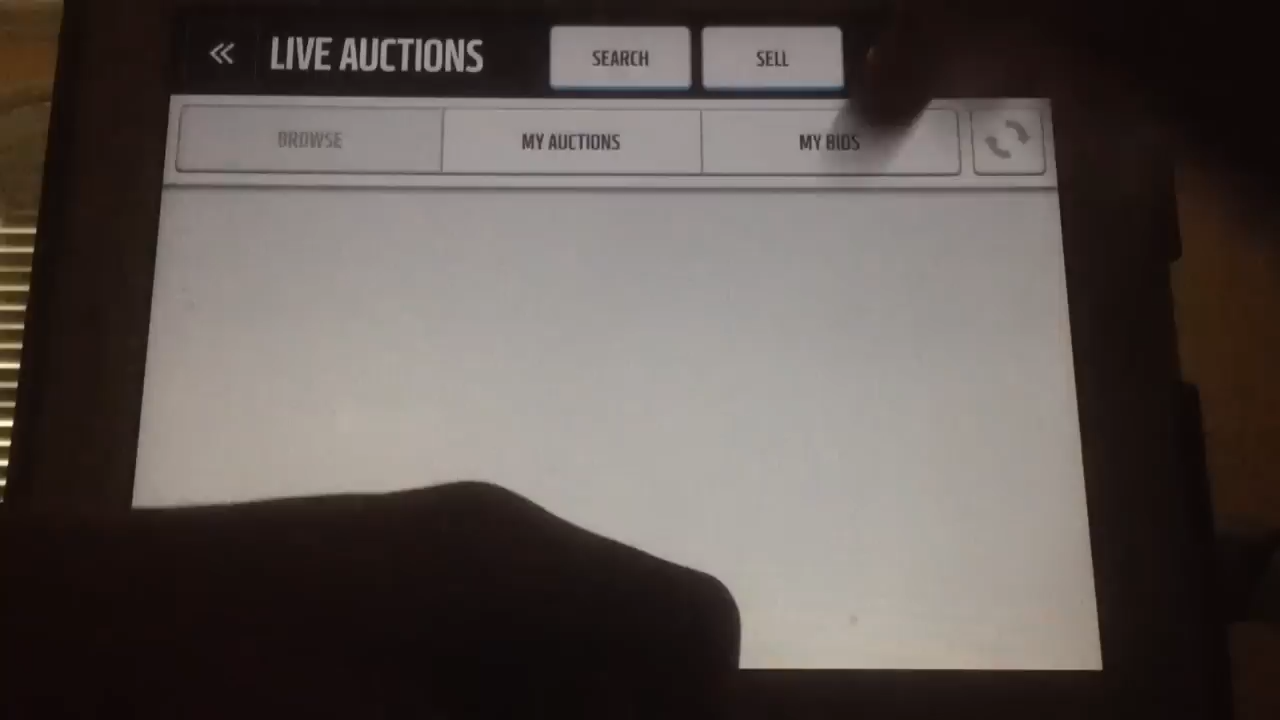 LIVE AUCTIONS
SEARCH
SELL
BROWSE
MY AUCTIONS
MY BIDS